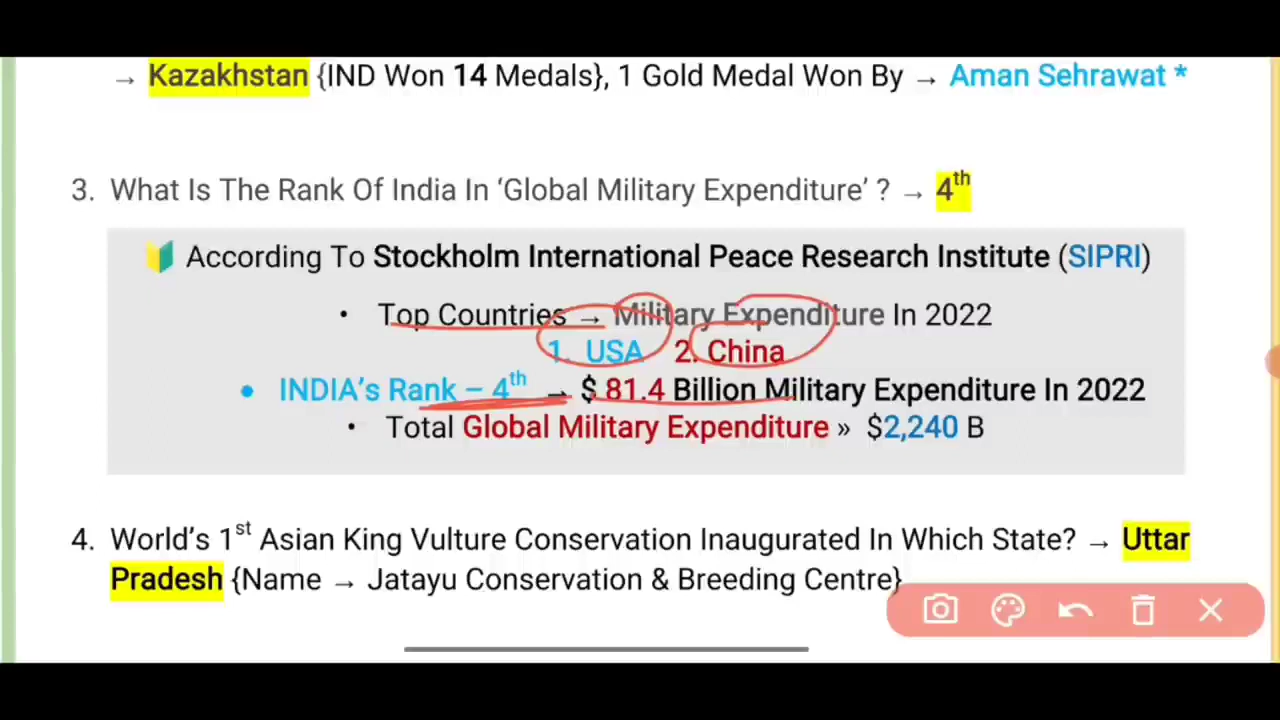 → Kazakhstan {IND Won 14 Medals}, 1 Gold Medal Won By → Aman Sehrawat *
3. What Is The Rank Of India In ‘Global Military Expenditure’ ? → 4th
According To Stockholm International Peace Research Institute (SIPRI)
• Top Countries → Military Expenditure In 2022
1. USA 2. China
• INDIA’s Rank – 4th → $ 81.4 Billion Military Expenditure In 2022
• Total Global Military Expenditure » $2,240 B
4. World’s 1st Asian King Vulture Conservation Inaugurated In Which State? → Uttar
Pradesh {Name → Jatayu Conservation & Breeding Centre}